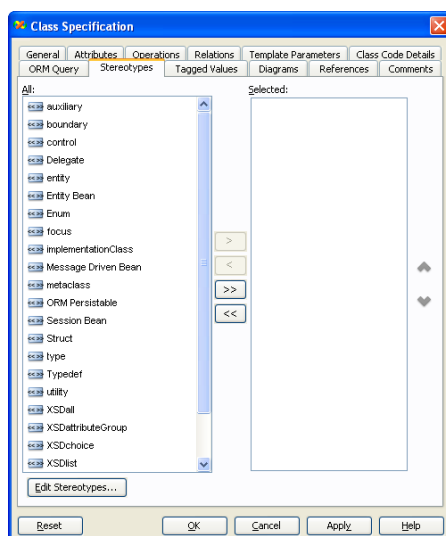 Class Specification
General Attributes Operations Relations Template Parameters Class Code Details
ORM Query Stereotypes Tagged Values Diagrams References Comments
All: Selected:
<<>> auxiliary
<<>> boundary
<<>> control
<<>> Delegate
<<>> entity
<<>> Entity Bean
<<>> Enum
<<>> focus
<<>> implementationClass
<<>> Message Driven Bean
<<>> metaclass
<<>> ORM Persistable
<<>> Session Bean
<<>> Struct
<<>> type
<<>> Typedef
<<>> utility
<<>> XSDall
<<>> XSDattributeGroup
<<>> XSDchoice
<<>> XSDlist
>
<
>>
<<
Edit Stereotypes...
Reset OK Cancel Apply Help